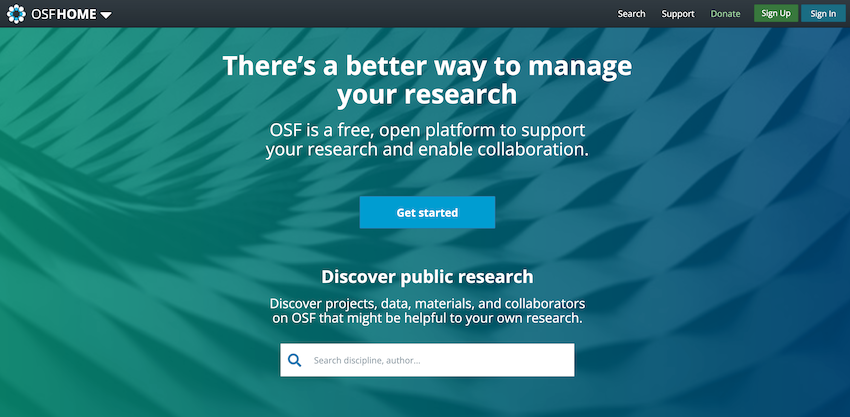 OSFHOME Search Support Donate Sign Up Sign In
There’s a better way to manage
your research
OSF is a free, open platform to support
your research and enable collaboration.
Get started
Discover public research
Discover projects, data, materials, and collaborators
on OSF that might be helpful to your own research.
Search discipline, author...